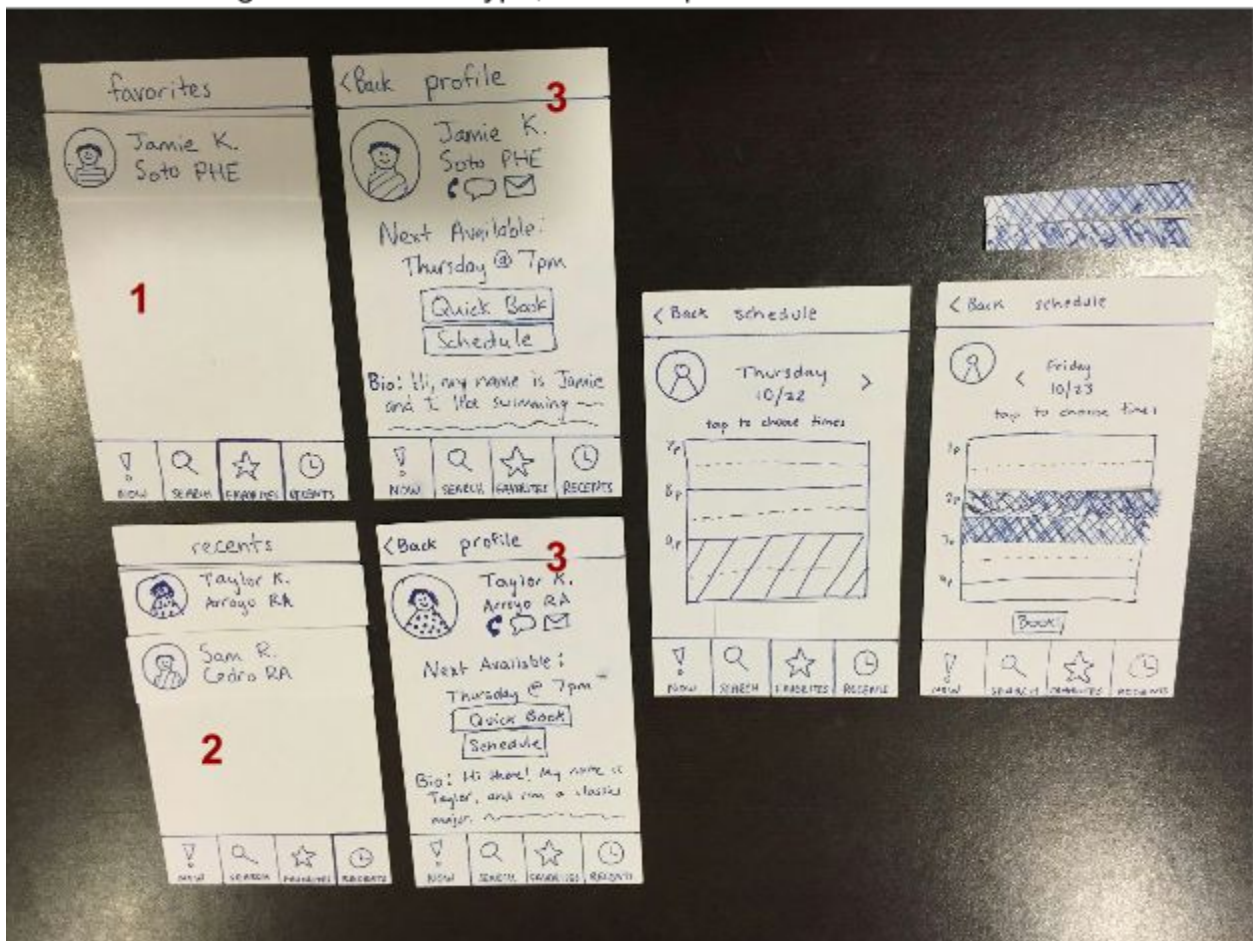 favorites
Jamie K.
Soto PHE
1
NOW SEARCH FAVORITES RECENTS
<Back profile 3
Jamie K.
Soto PHE
Next Available:
Thursday @ 7pm
Quick Book
Schedule
Bio: Hi, my name is Jamie
and I like swimming
NOW SEARCH FAVORITES RECENTS
recents
Taylor K.
Arroyo RA
Sam R.
Cedro RA
2
NOW SEARCH FAVORITES RECENTS
<Back profile 3
Taylor K.
Arroyo RA
Next Available:
Thursday @ 7pm
Quick Book
Schedule
Bio: Hi there! My name is
Taylor, and I'm a classics
major.
NOW SEARCH FAVORITES RECENTS
<Back schedule
Thursday >
10/22
tap to choose times
7p
8p
9p
NOW SEARCH FAVORITES RECENTS
<Back schedule
< Friday
10/23
tap to choose times
1p
2p
3p
4p
Book
NOW SEARCH FAVORITES RECENTS